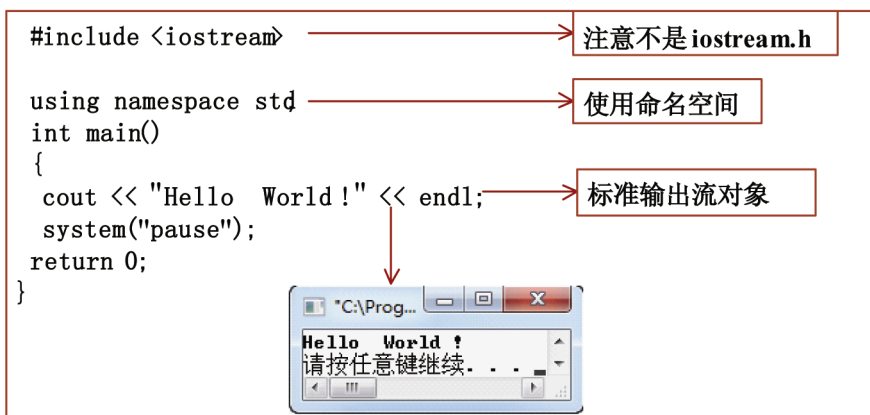 #include <iostream>
注意不是iostream.h
using namespace std;
使用命名空间
int main()
{
cout << "Hello  World!" << endl;
标准输出流对象
system("pause");
return 0;
}
"C:\Prog...
Hello  World !
请按任意键继续. . .